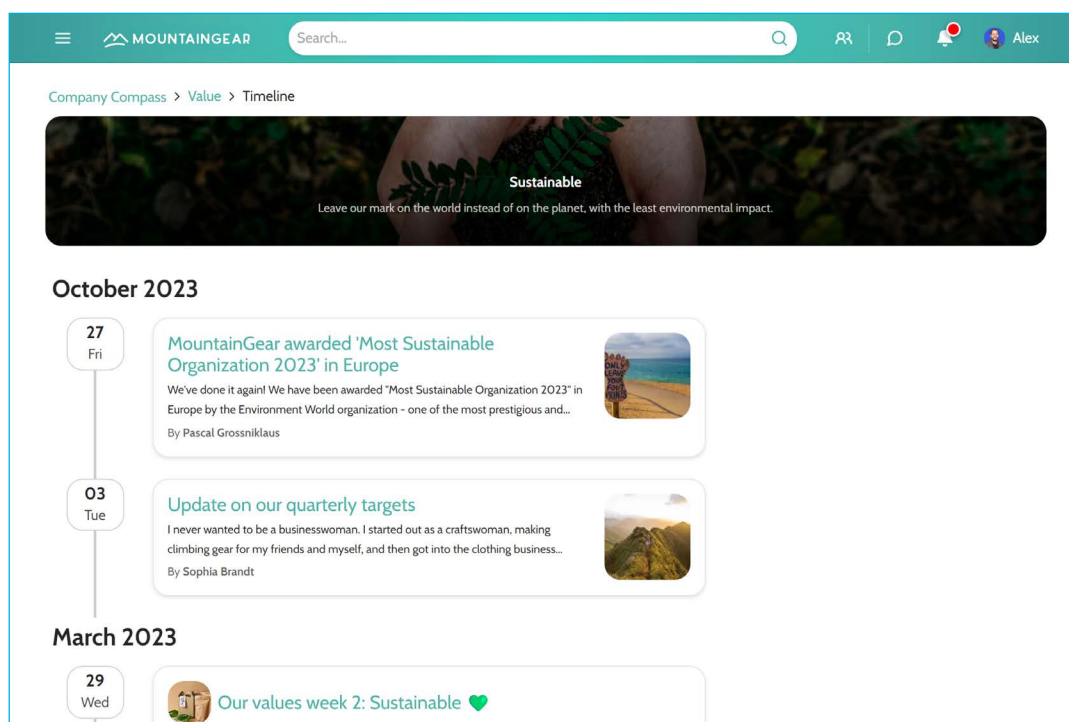 MOUNTAINGEAR
Search...
Alex
Company Compass > Value > Timeline
Sustainable
Leave our mark on the world instead of on the planet, with the least environmental impact.
October 2023
27
Fri
MountainGear awarded 'Most Sustainable
Organization 2023' in Europe
We've done it again! We have been awarded "Most Sustainable Organization 2023" in
Europe by the Environment World organization - one of the most prestigious and...
By Pascal Grossniklaus
ONLY
LEAVE
YOUR
FOOT
PRINTS
03
Tue
Update on our quarterly targets
I never wanted to be a businesswoman. I started out as a craftswoman, making
climbing gear for my friends and myself, and then got into the clothing business...
By Sophia Brandt
March 2023
29
Wed
Our values week 2: Sustainable 💚